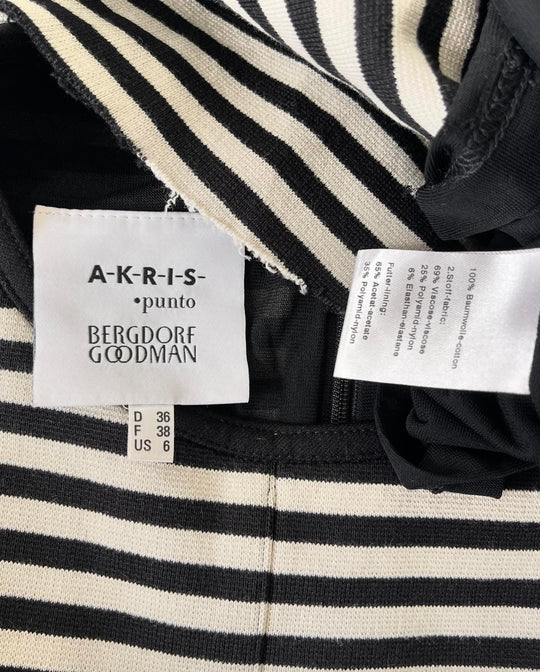 A-K-R-I-S-
•punto
BERGDORF
GOODMAN
D 36
F 38
US 6
100% Baumwolle-cotton
2.Stoff-fabric:
69% Viscose-viscose
25% Polyamid-nylon
6% Elasthan-elastane
Futter-lining:
65% Acetat-acetate
35% Polyamid-nylon